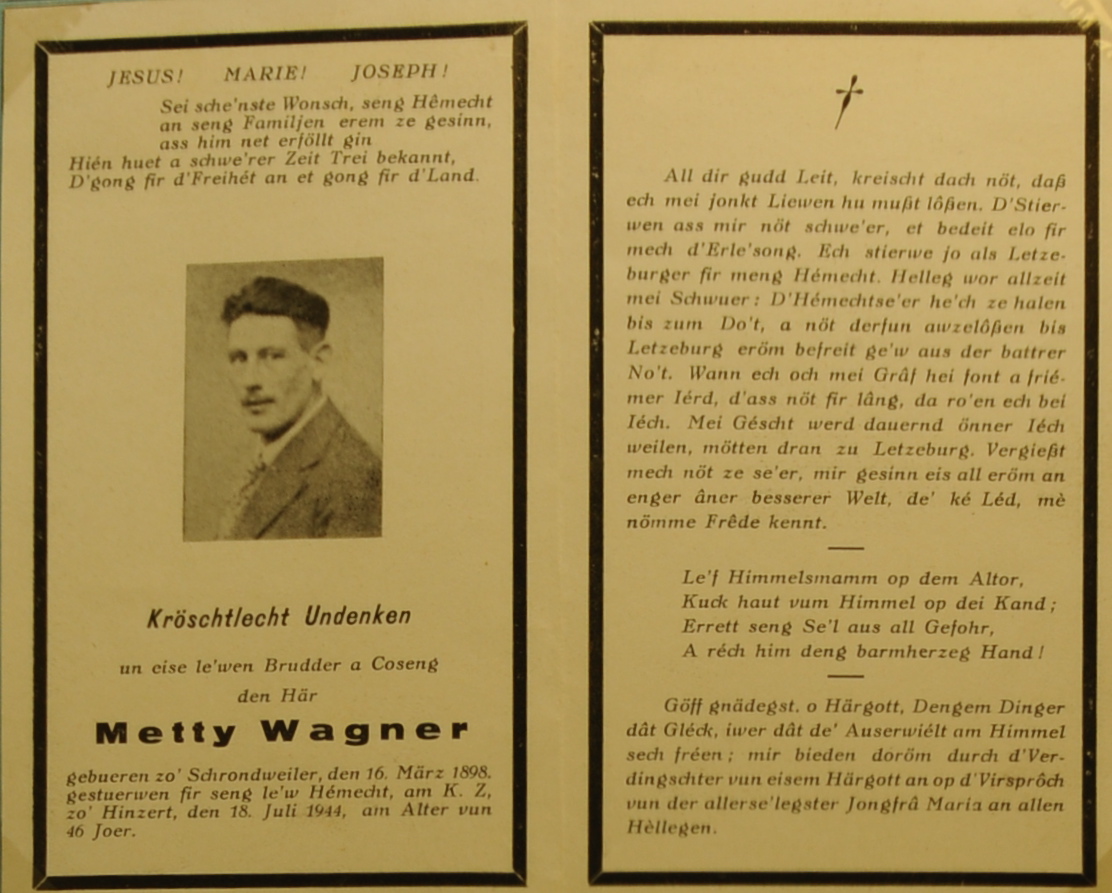 JESUS! MARIE! JOSEPH!
Sei sche'nste Wonsch, seng Hêmecht
an seng Familjen erem ze gesinn,
ass him net erföllt gin
Hién huet a schwe'rer Zeit Trei bekannt,
D'gong fir d'Freihét an et gong fir d'Land.
Kröschtlecht Undenken
un eise le'wen Brudder a Coseng
den Här
Metty Wagner
gebueren zo' Schrondweiler, den 16. März 1898.
gestuerwen fir seng le'w Hémecht, am K. Z,
zo' Hinzert, den 18. Juli 1944, am Alter vun
46 Joer.
All dir gudd Leit, kreischt dach nöt, daß
ech mei jonkt Liewen hu mußt lôßen. D'Stier-
wen ass mir nöt schwe'er, et bedeit elo fir
mech d'Erle'song. Ech stierwe jo als Letze-
burger fir meng Hémecht. Helleg wor allzeit
mei Schwuer: D'Hémechtse'er he'ch ze halen
bis zum Do't, a nöt derfun awzelôßen bis
Letzeburg eröm befreit ge'w aus der battrer
No't. Wann ech och mei Grâf hei font a frié-
mer Iérd, d'ass nöt fir lâng, da ro'en ech bei
Iéch. Mei Géscht werd dauernd önner Iéch
weilen, mötten dran zu Letzeburg. Vergießt
mech nöt ze se'er, mir gesinn eis all eröm an
enger âner besserer Welt, de' ké Léd, mè
nömme Frêde kennt.
Le'f Himmelsmamm op dem Altor,
Kuck haut vum Himmel op dei Kand;
Errett seng Se'l aus all Gefohr,
A réch him deng barmherzeg Hand!
Göff gnädegst. o Härgott, Dengem Dinger
dât Gléck, iwer dât de' Auserwiélt am Himmel
sech fréen; mir bieden doröm durch d'Ver-
dingschter vun eisem Härgott an op d'Virsprôch
vun der allerse'legster Jongfrâ Maria an allen
Hèllegen.